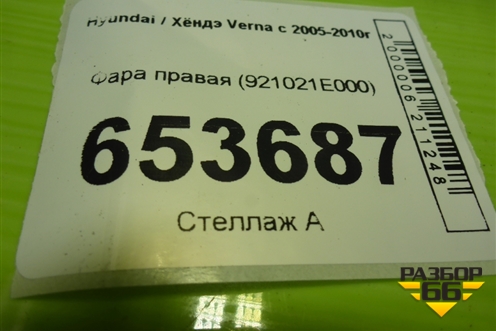 Hyundai / Хёндэ Verna с 2005-2010г
Фара правая (921021E000)
653687
Стеллаж А
2000006211248
РАЗБОР
66